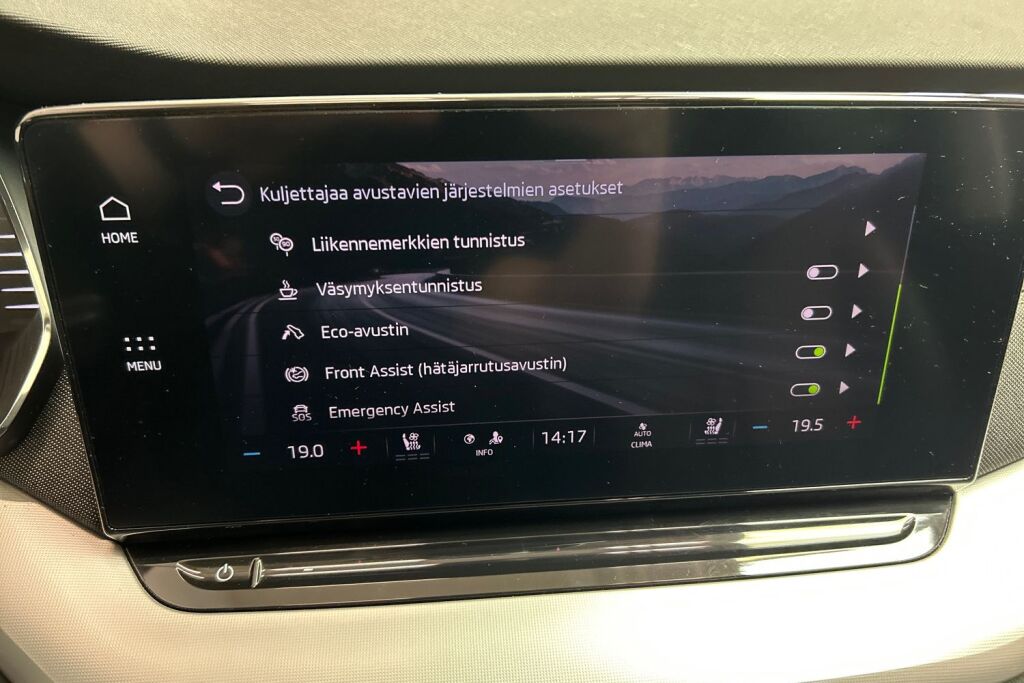 Kuljettajaa avustavien järjestelmien asetukset
HOME
Liikennemerkkien tunnistus
Väsymyksentunnistus
Eco-avustin
MENU
Front Assist (hätäjarrutusavustin)
SOS Emergency Assist
19.0
INFO
14:17
AUTO
CLIMA
19.5